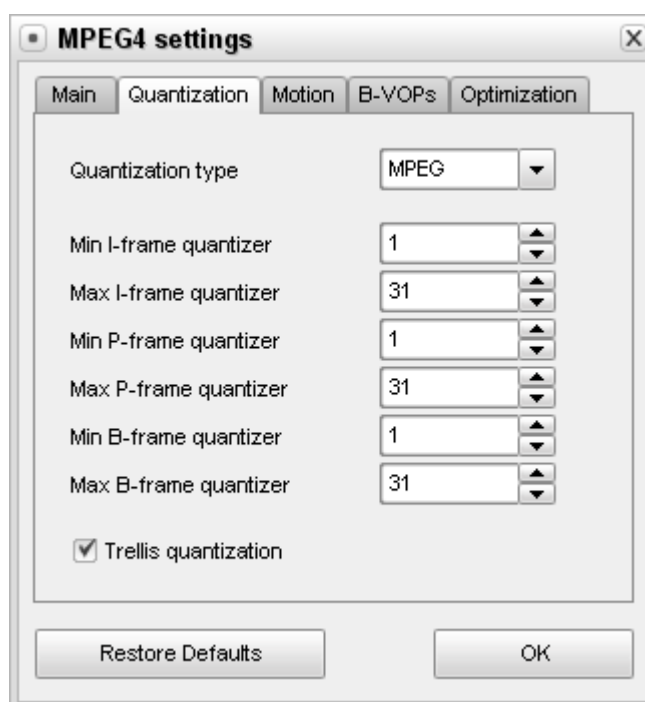 MPEG4 settings
Main Quantization Motion B-VOPs Optimization
Quantization type MPEG
Min I-frame quantizer 1
Max I-frame quantizer 31
Min P-frame quantizer 1
Max P-frame quantizer 31
Min B-frame quantizer 1
Max B-frame quantizer 31
Trellis quantization
Restore Defaults OK